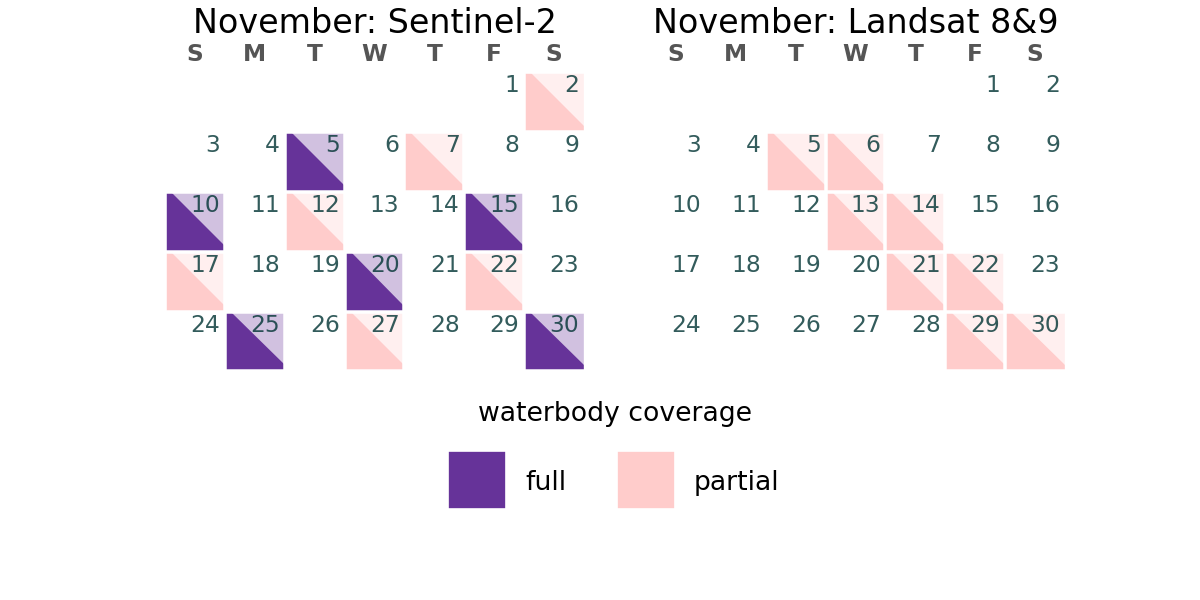 November: Sentinel-2
S M T W T F S
1 2
3 4 5 6 7 8 9
10 11 12 13 14 15 16
17 18 19 20 21 22 23
24 25 26 27 28 29 30
November: Landsat 8&9
S M T W T F S
1 2
3 4 5 6 7 8 9
10 11 12 13 14 15 16
17 18 19 20 21 22 23
24 25 26 27 28 29 30
waterbody coverage
full partial